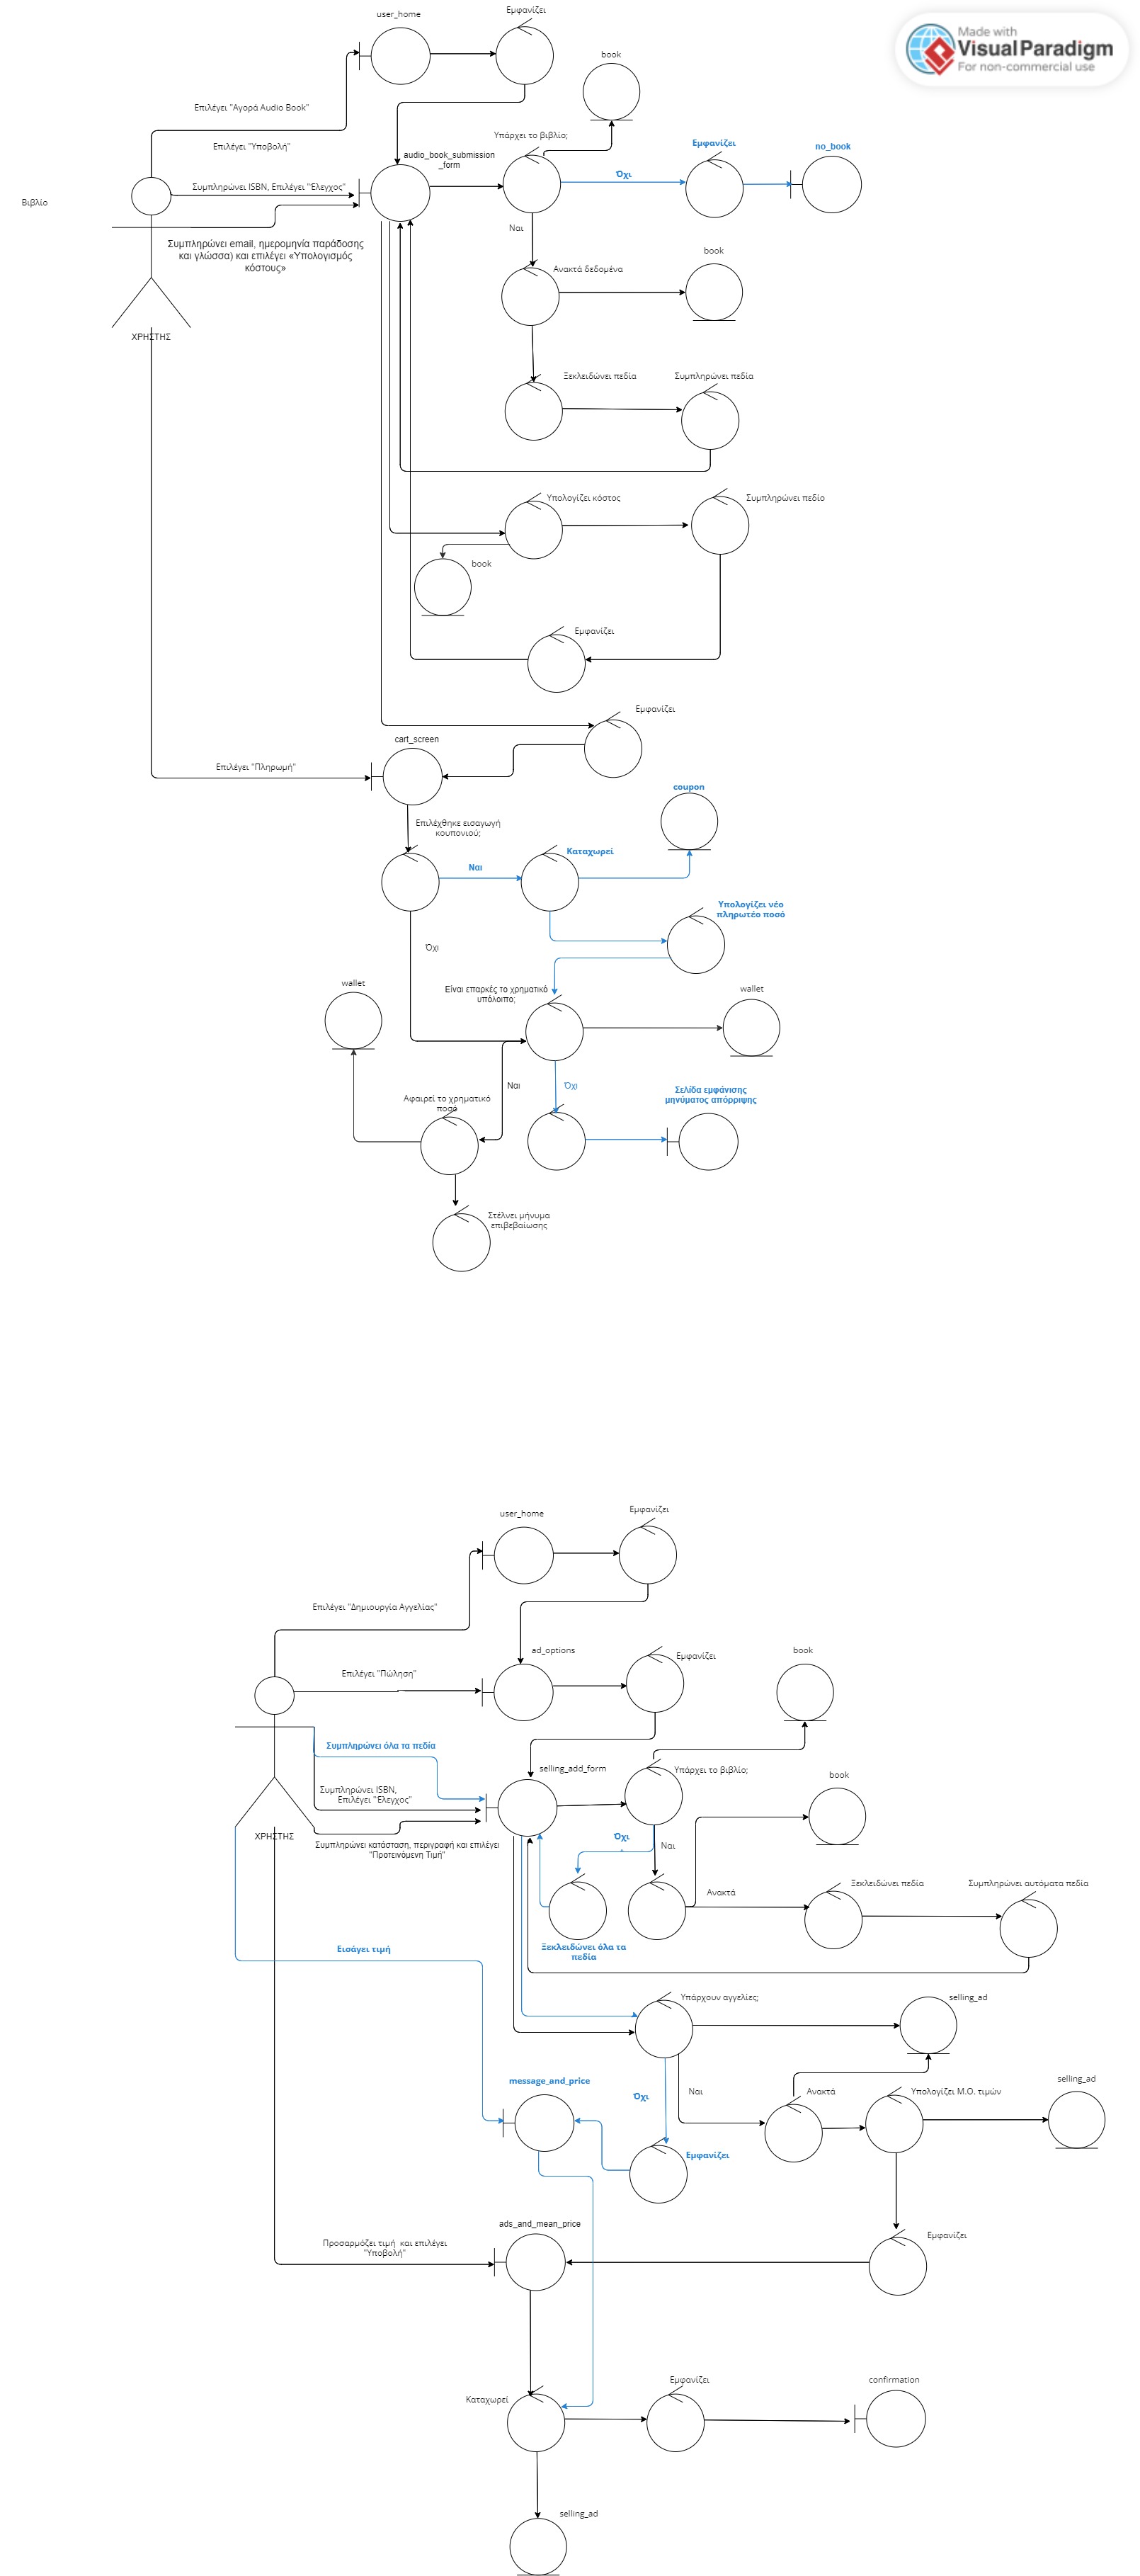 Made with
Visual Paradigm
For non-commercial use
user_home
Εμφανίζει
book
Επιλέγει "Αγορά Audio Book"
Υπάρχει το βιβλίο;
Επιλέγει "Υποβολή"
Εμφανίζει
no_book
audio_book_submission
_form
Όχι
Συμπληρώνει ISBN, Επιλέγει "Έλεγχος"
Βιβλίο
Ναι
Συμπληρώνει email, ημερομηνία παράδοσης
και γλώσσα) και επιλέγει «Υπολογισμός
κόστους»
book
Ανακτά δεδομένα
ΧΡΗΣΤΗΣ
Ξεκλειδώνει πεδία
Συμπληρώνει πεδία
Υπολογίζει κόστος
Συμπληρώνει πεδίο
book
Εμφανίζει
Εμφανίζει
cart_screen
Επιλέγει "Πληρωμή"
coupon
Επιλέχθηκε εισαγωγή
κουπονιού;
Καταχωρεί
Ναι
Υπολογίζει νέο
πληρωτέο ποσό
Όχι
wallet
Είναι επαρκές το χρηματικό
υπόλοιπο;
wallet
Ναι
Όχι
Σελίδα εμφάνισης
μηνύματος απόρριψης
Αφαιρεί το χρηματικό
ποσό
Στέλνει μήνυμα
επιβεβαίωσης
user_home
Εμφανίζει
Επιλέγει "Δημιουργία Αγγελίας"
ad_options
Εμφανίζει
book
Επιλέγει "Πώληση"
Συμπληρώνει όλα τα πεδία
selling_add_form
Υπάρχει το βιβλίο;
book
Συμπληρώνει ISBN,
Επιλέγει "Έλεγχος"
ΧΡΗΣΤΗΣ
Συμπληρώνει κατάσταση, περιγραφή και επιλέγει
"Προτεινόμενη Τιμή"
Όχι
Ναι
Ανακτά
Ξεκλειδώνει πεδία
Συμπληρώνει αυτόματα πεδία
Ξεκλειδώνει όλα τα
πεδία
Εισάγει τιμή
Υπάρχουν αγγελίες;
selling_ad
message_and_price
Όχι
Ναι
Ανακτά
Υπολογίζει Μ.Ο. τιμών
selling_ad
Εμφανίζει
ads_and_mean_price
Προσαρμόζει τιμή και επιλέγει
"Υποβολή"
Εμφανίζει
Καταχωρεί
Εμφανίζει
confirmation
selling_ad